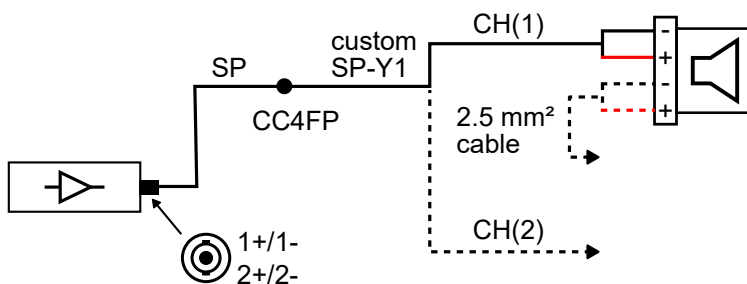 CH(1)
custom
SP-Y1
SP
CC4FP
-
+
-
+
2.5 mm²
cable
1+/1-
2+/2-
CH(2)